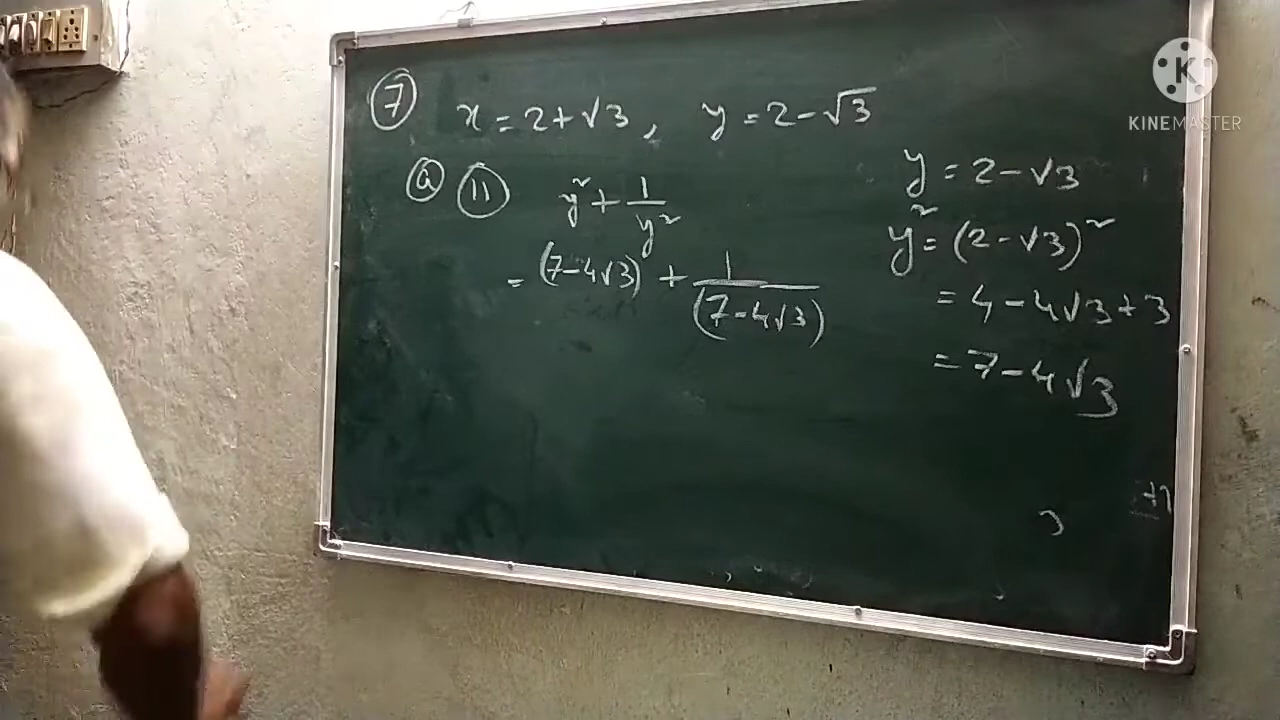 ⑦ x = 2+√3, y = 2-√3
ⓐ ⑪ y² + 1/y²
= (7-4√3) + 1/(7-4√3)
y = 2-√3
y² = (2-√3)²
= 4-4√3+3
= 7-4√3
K
KINEMASTER